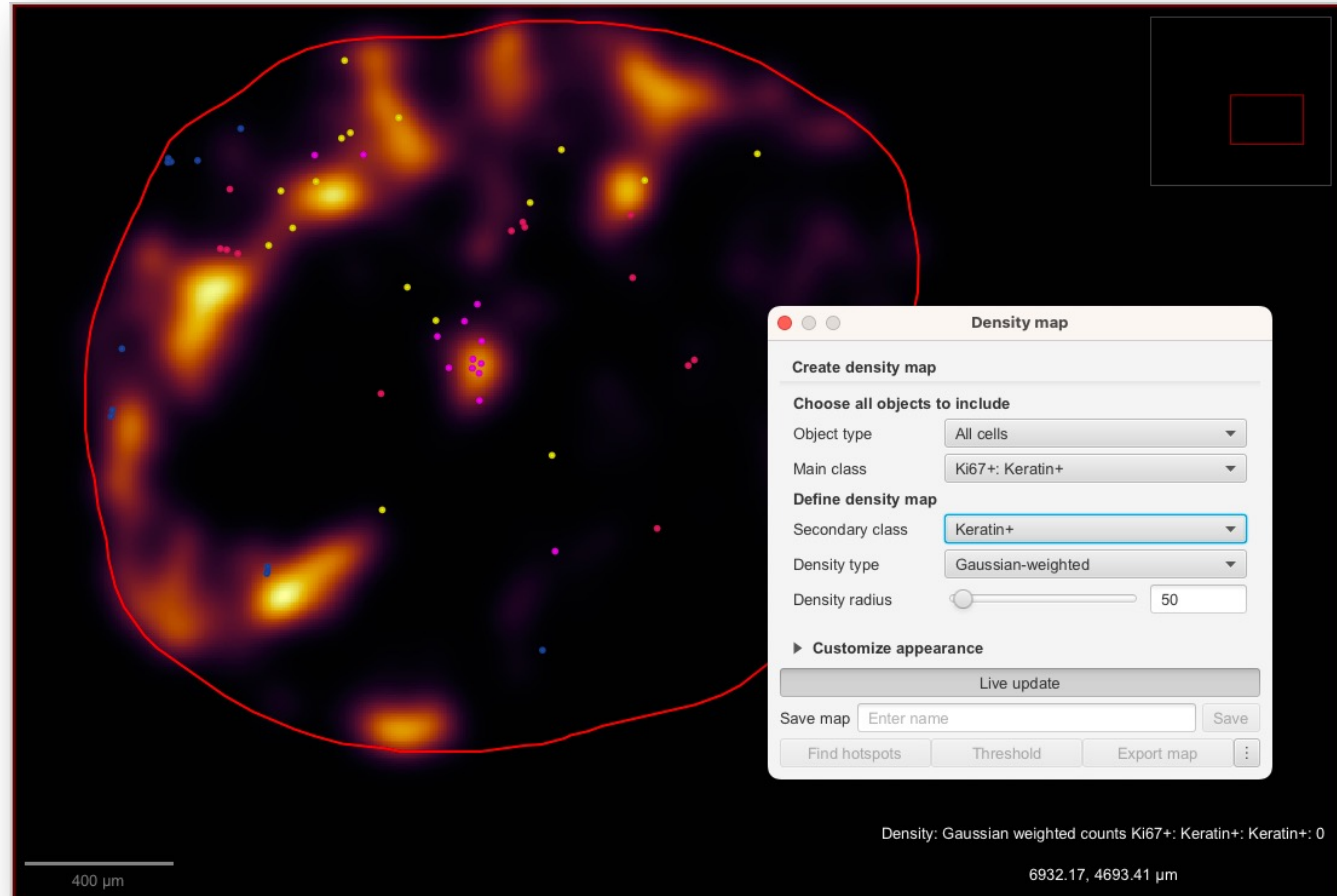 Density map
Create density map
Choose all objects to include
Object type All cells
Main class Ki67+: Keratin+
Define density map
Secondary class Keratin+
Density type Gaussian-weighted
Density radius 50
Customize appearance
Live update
Save map Enter name Save
Find hotspots Threshold Export map
Density: Gaussian weighted counts Ki67+: Keratin+: Keratin+: 0
6932.17, 4693.41 µm
400 µm